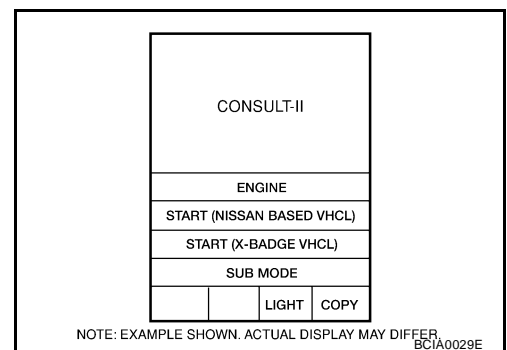 CONSULT-II
ENGINE
START (NISSAN BASED VHCL)
START (X-BADGE VHCL)
SUB MODE
LIGHT COPY
NOTE: EXAMPLE SHOWN. ACTUAL DISPLAY MAY DIFFER.
BCIA0029E